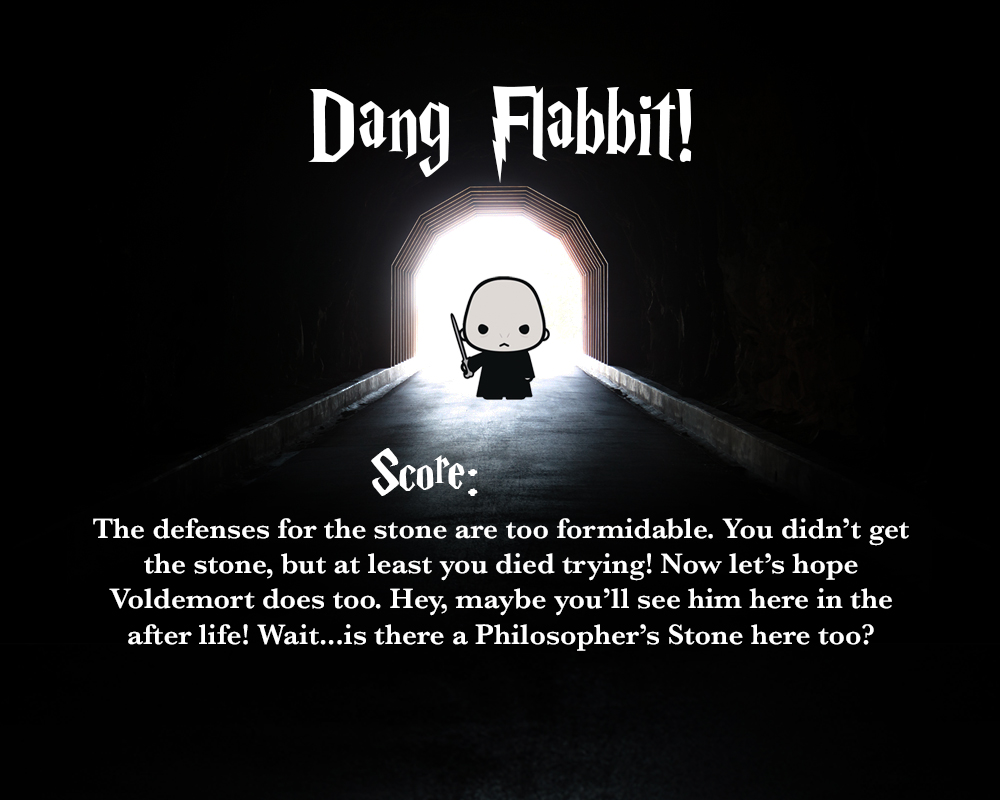 Dang Flabbit!
Score:
The defenses for the stone are too formidable. You didn’t get
the stone, but at least you died trying! Now let’s hope
Voldemort does too. Hey, maybe you’ll see him here in the
after life! Wait...is there a Philosopher’s Stone here too?